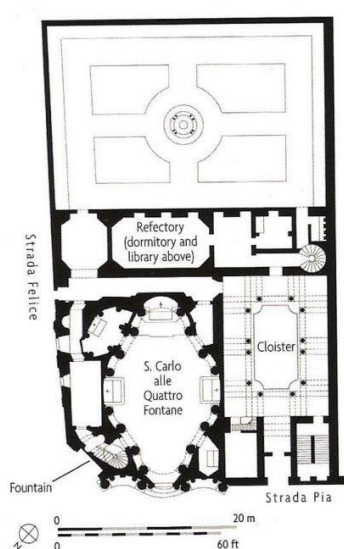 Refectory
(dormitory and
library above)
Strada Felice
Cloister
S. Carlo
alle
Quattro
Fontane
Fountain
Strada Pia
N
0 20 m
0 60 ft